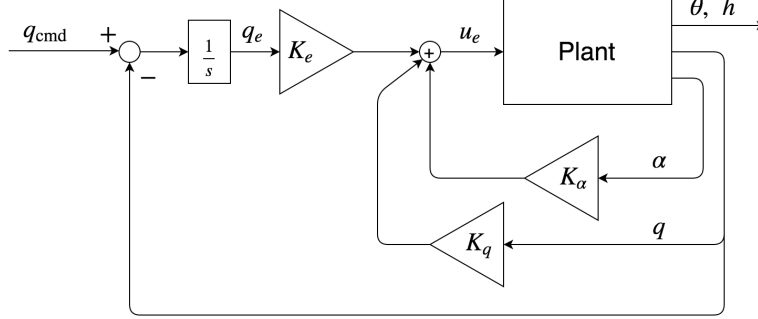 θ, h
q_cmd + 1/s q_e K_e + u_e Plant
−
K_α α
K_q q